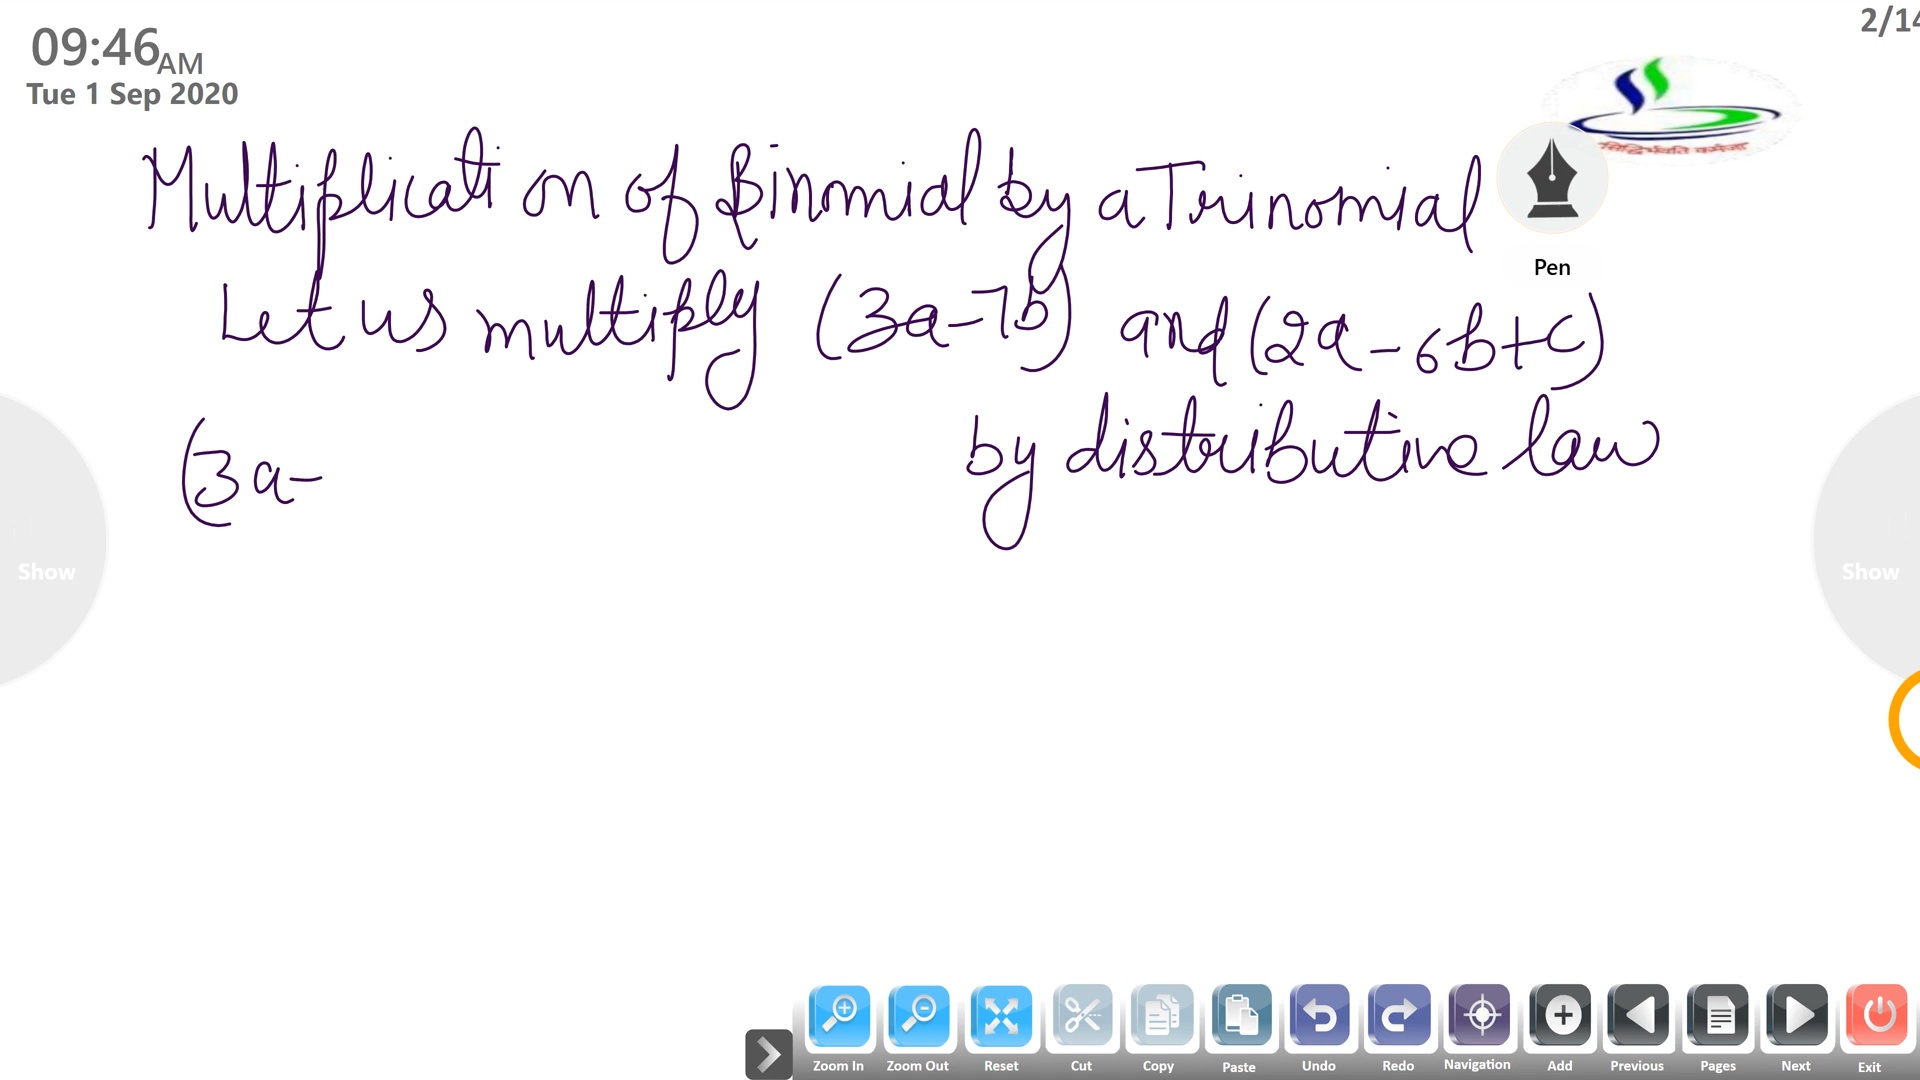 09:46 AM
2/14
Tue 1 Sep 2020
Multiplication of Binomial by a Trinomial
Pen
Let us multiply (3a-7b) and (2a-6b+c)
by distributive law
(3a-
Show
Show
Zoom In Zoom Out Reset Cut Copy Paste Undo Redo Navigation Add Previous Pages Next Exit